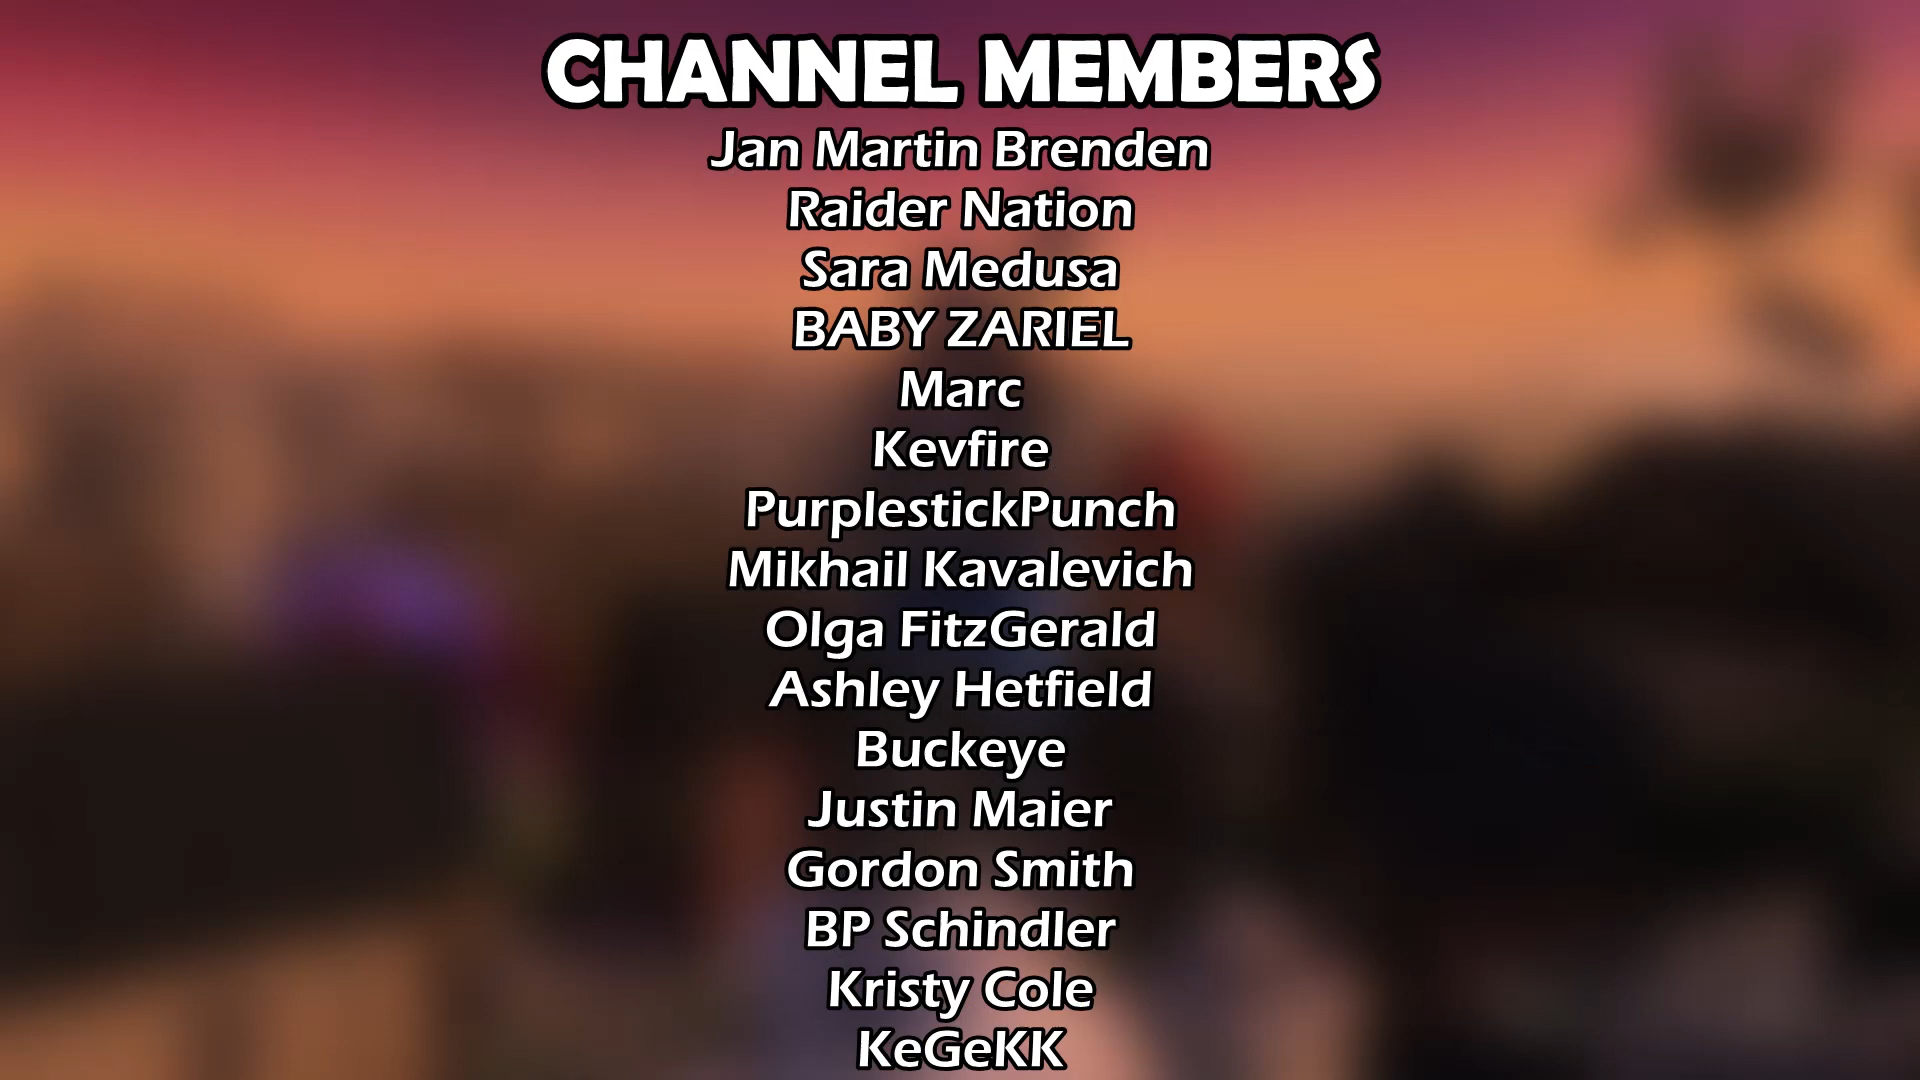 CHANNEL MEMBERS
Jan Martin Brenden
Raider Nation
Sara Medusa
BABY ZARIEL
Marc
Kevfire
PurplestickPunch
Mikhail Kavalevich
Olga FitzGerald
Ashley Hetfield
Buckeye
Justin Maier
Gordon Smith
BP Schindler
Kristy Cole
KeGeKK